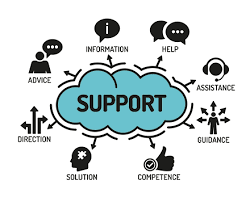 INFORMATION
HELP
ADVICE
ASSISTANCE
SUPPORT
DIRECTION
GUIDANCE
SOLUTION
COMPETENCE